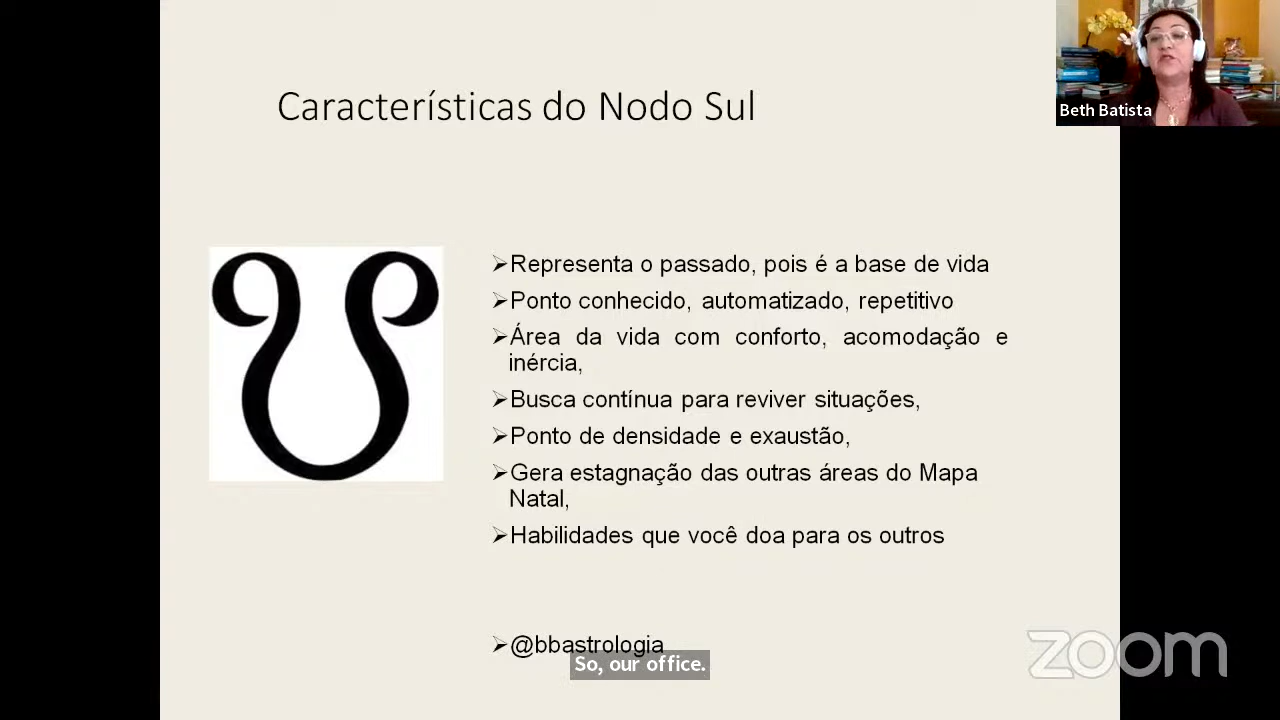 Beth Batista
Características do Nodo Sul
➢Representa o passado, pois é a base de vida
➢Ponto conhecido, automatizado, repetitivo
➢Área da vida com conforto, acomodação e
inércia,
➢Busca contínua para reviver situações,
➢Ponto de densidade e exaustão,
➢Gera estagnação das outras áreas do Mapa
Natal,
➢Habilidades que você doa para os outros
➢@bbastrologia
So, our office.
zoom